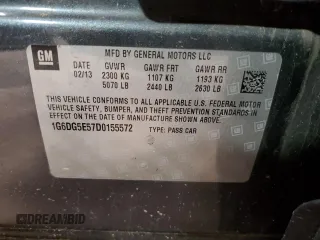 GM
MFD BY GENERAL MOTORS LLC
DATE GVWR GAWR FRT GAWR RR
02/13 2300 KG 1107 KG 1193 KG
5070 LB 2440 LB 2630 LB
THIS VEHICLE CONFORMS TO ALL APPLICABLE U.S. FEDERAL MOTOR
VEHICLE SAFETY, BUMPER, AND THEFT PREVENTION STANDARDS IN
EFFECT ON THE DATE OF MANUFACTURE SHOWN ABOVE.
1G6DG5E57D0155572 TYPE: PASS CAR
DREAMBID